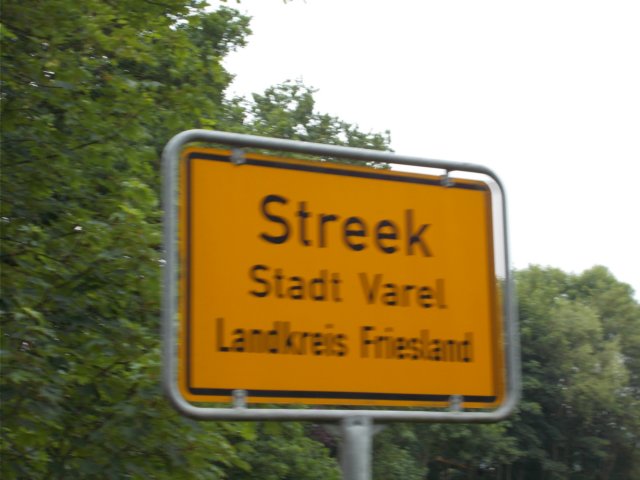 Streek
Stadt Varel
Landkreis Friesland